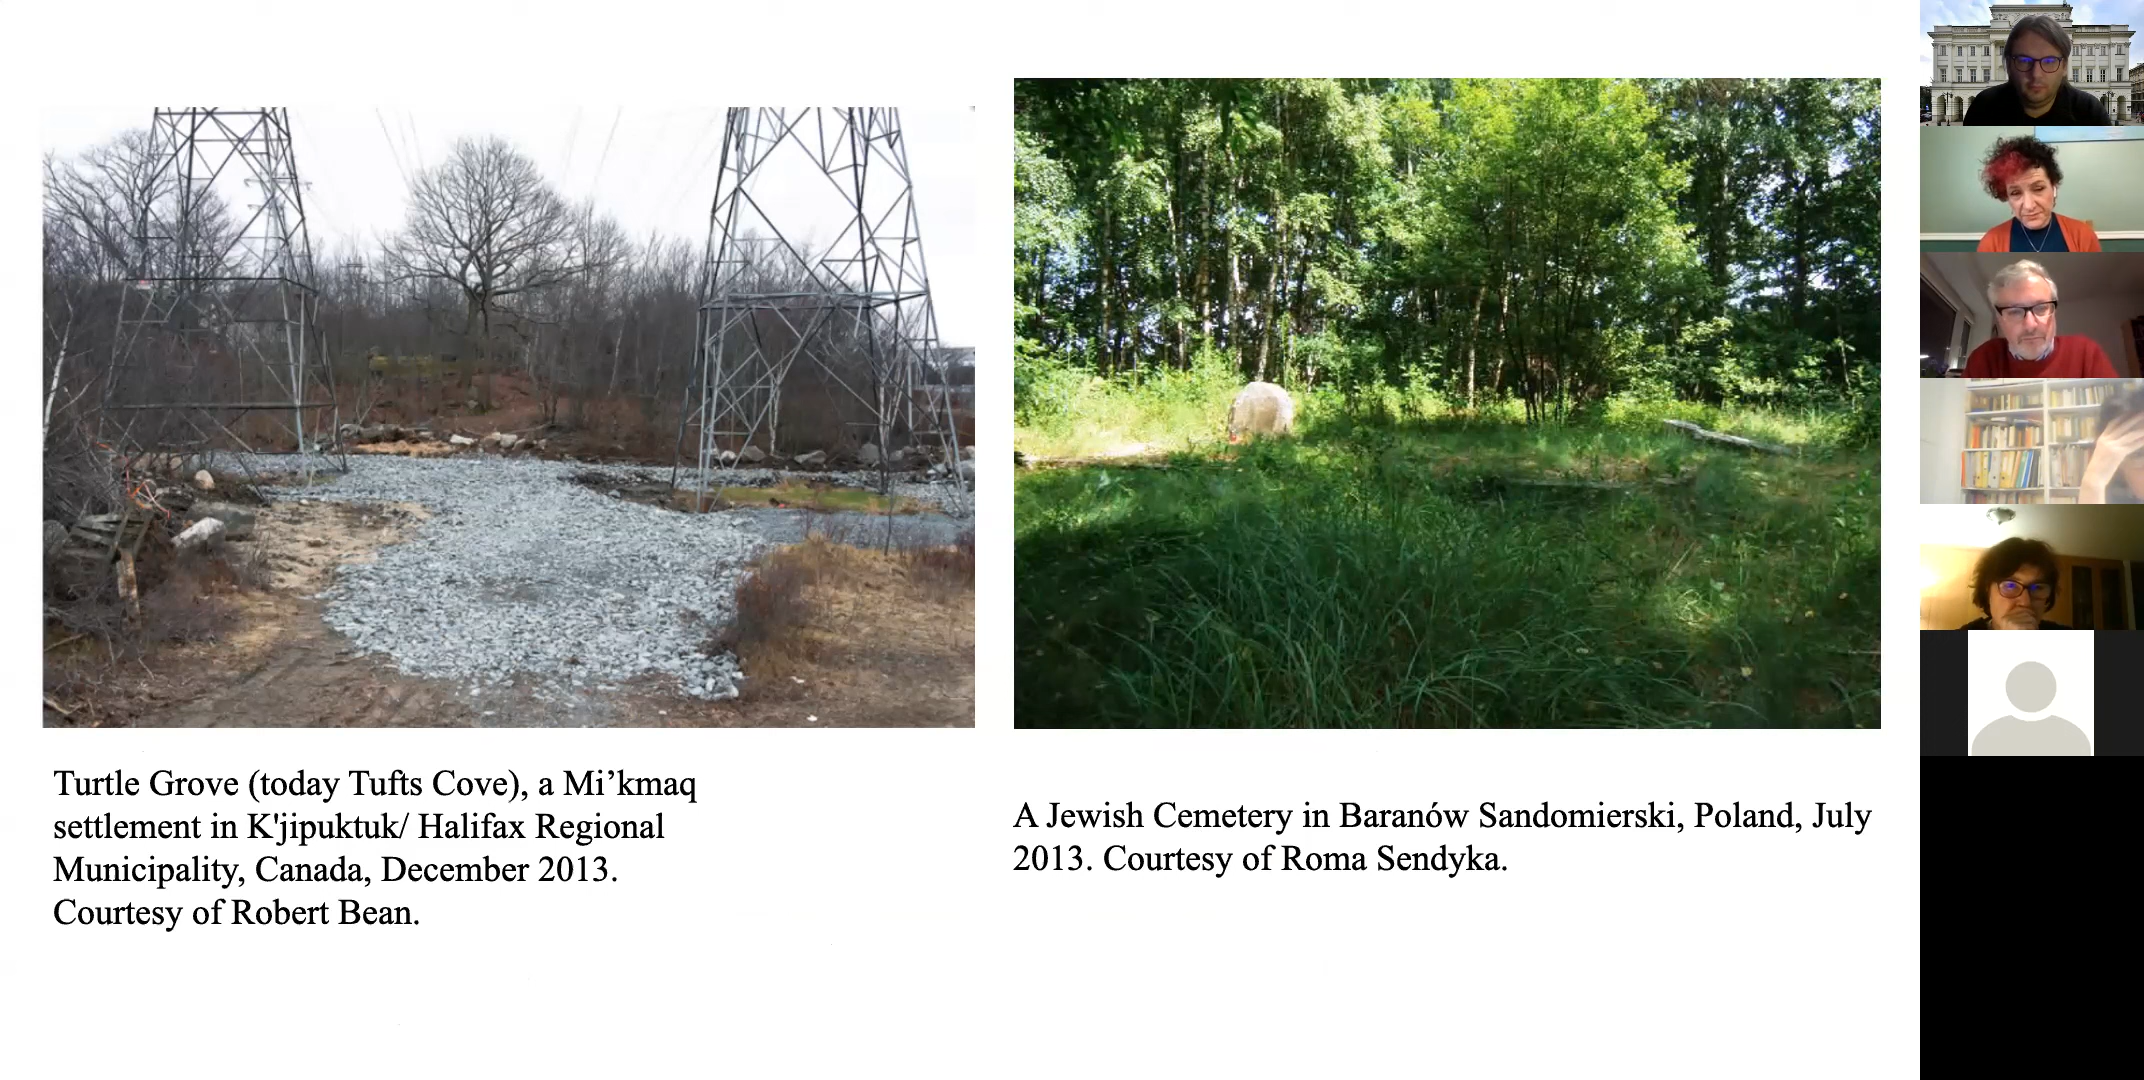 Turtle Grove (today Tufts Cove), a Mi’kmaq
settlement in K'jipuktuk/ Halifax Regional
Municipality, Canada, December 2013.
Courtesy of Robert Bean.
A Jewish Cemetery in Baranów Sandomierski, Poland, July
2013. Courtesy of Roma Sendyka.